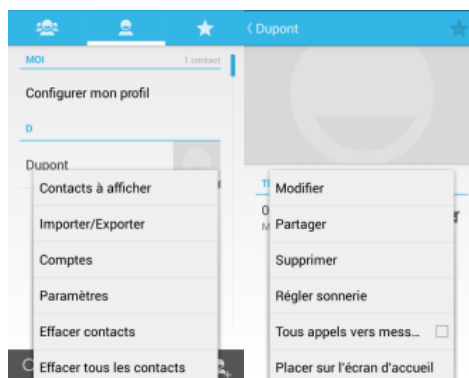 MOI 1 contact
Configurer mon profil
D
Dupont
Contacts à afficher
Importer/Exporter
Comptes
Paramètres
Effacer contacts
Effacer tous les contacts
Dupont
Modifier
Partager
Supprimer
Régler sonnerie
Tous appels vers mess...
Placer sur l'écran d'accueil